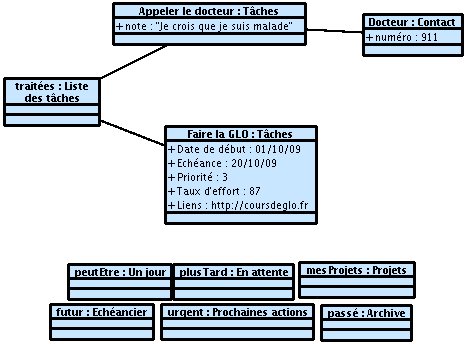 Appeler le docteur : Tâches
+ note : "Je crois que je suis malade"
Docteur : Contact
+ numéro : 911
traitées : Liste
des tâches
Faire la GLO : Tâches
+ Date de début : 01/10/09
+ Echéance : 20/10/09
+ Priorité : 3
+ Taux d'effort : 87
+ Liens : http://coursdeglo.fr
peutEtre : Un jour
plusTard : En attente
mesProjets : Projets
futur : Echéancier
urgent : Prochaines actions
passé : Archive